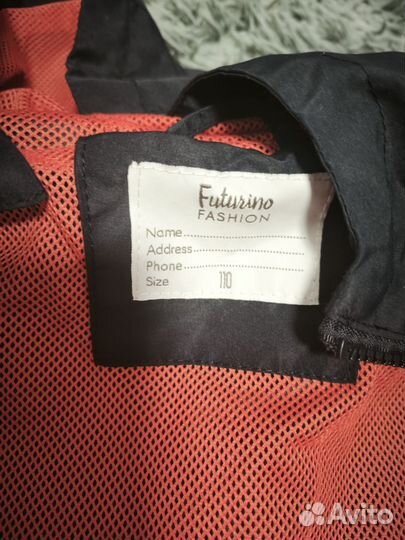 Futurino
FASHION
Name
Address
Phone
Size 110
Avito